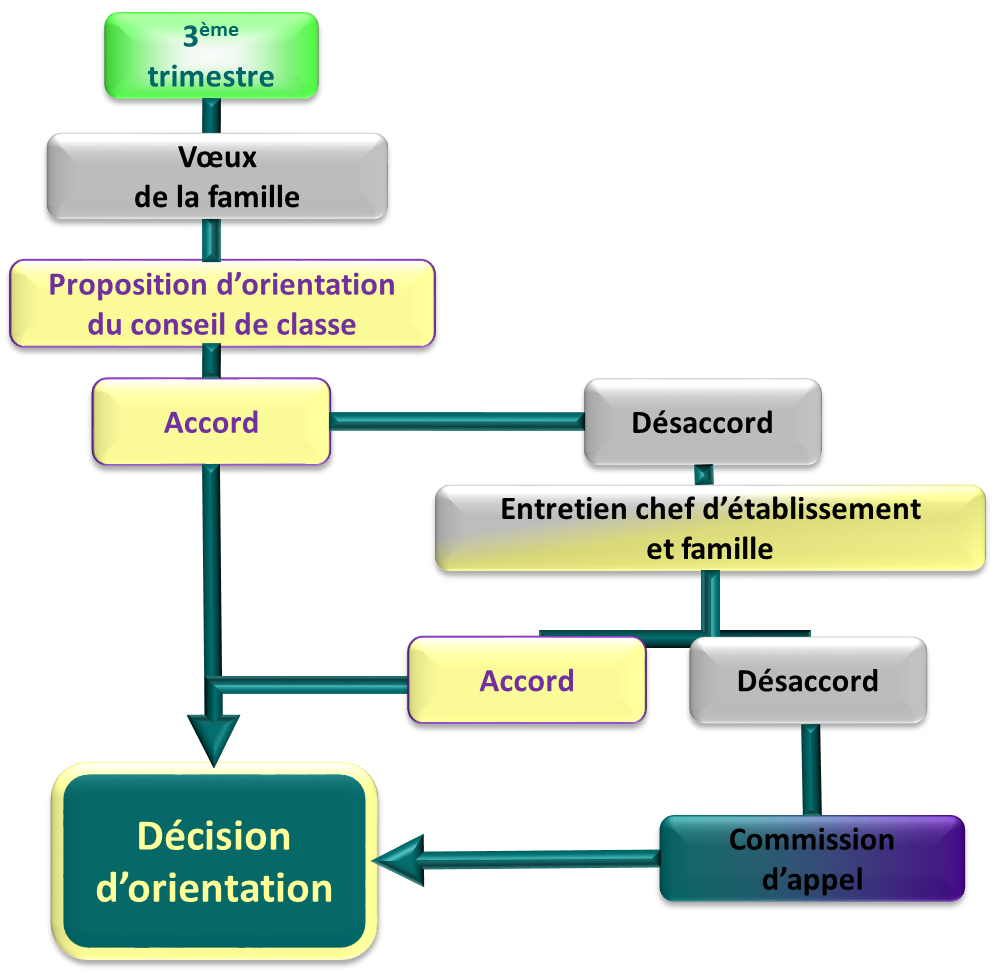 3ème
trimestre
Vœux
de la famille
Proposition d’orientation
du conseil de classe
Accord
Désaccord
Entretien chef d’établissement
et famille
Accord
Désaccord
Commission
d’appel
Décision
d’orientation